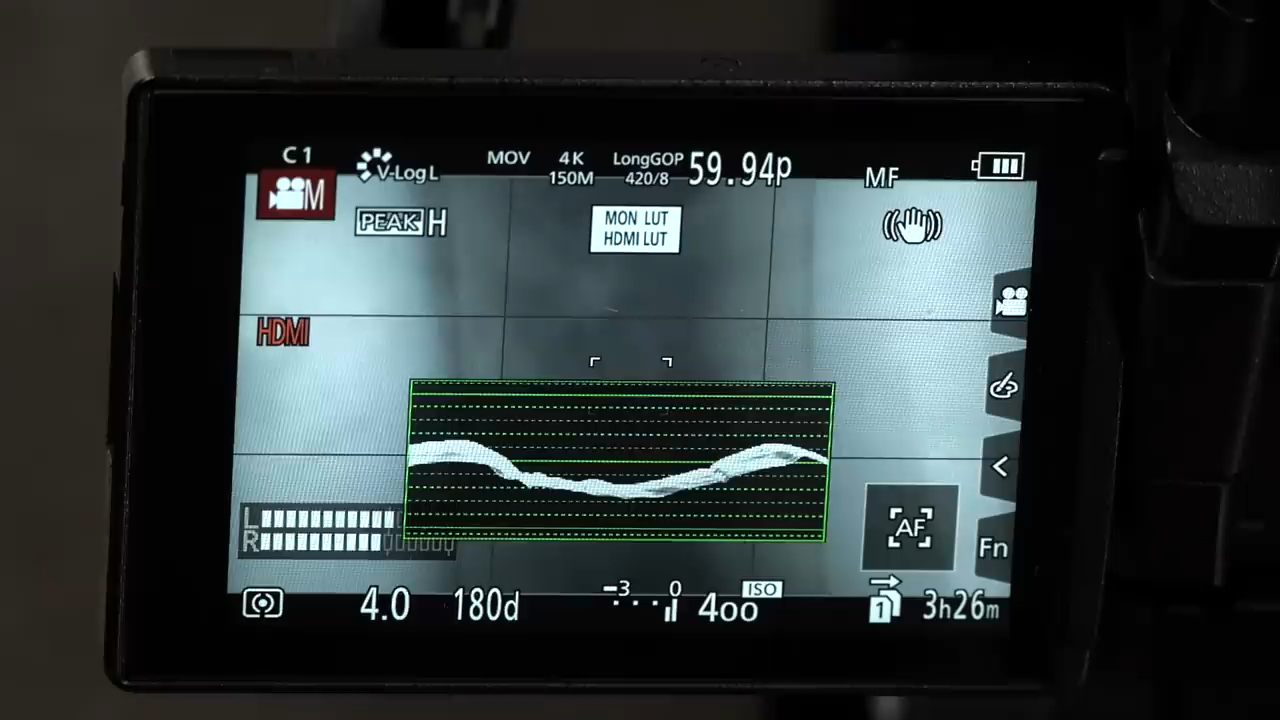 C1
M
V-Log L
MOV 4K LongGOP 59.94p
150M 420/8
MF
PEAK H
MON LUT
HDMI LUT
HDMI
L
R
AF
Fn
4.0 180d -3 0 400 ISO 1 3h26m